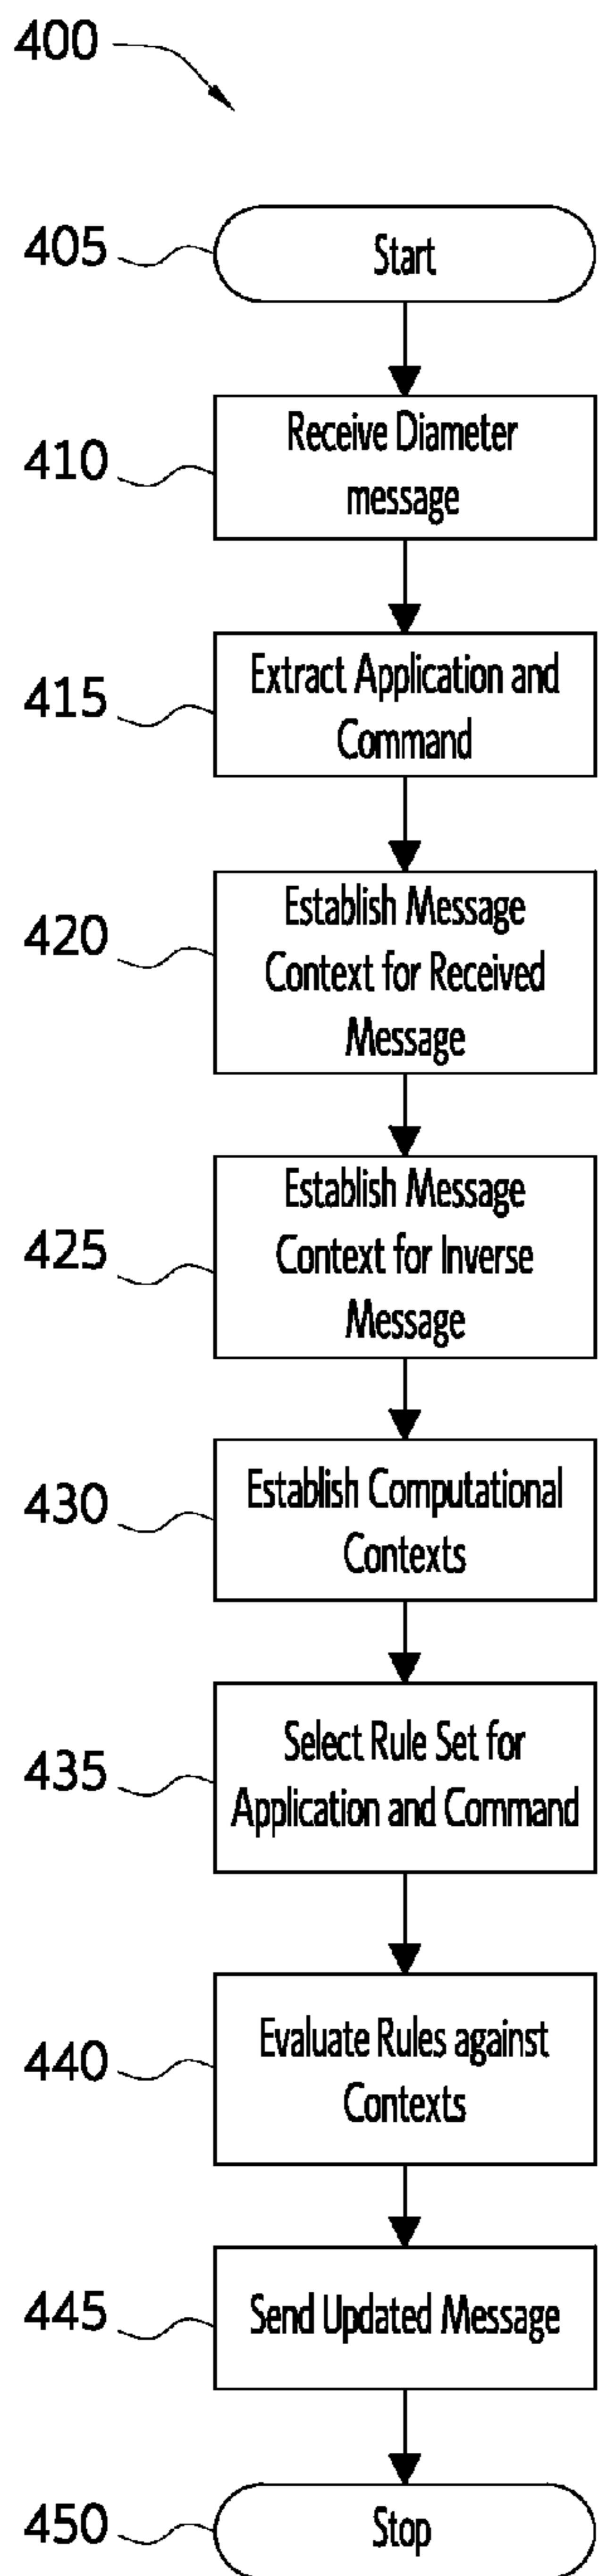 400
405
Start
410
Receive Diameter
message
415
Extract Application and
Command
420
Establish Message
Context for Received
Message
425
Establish Message
Context for Inverse
Message
430
Establish Computational
Contexts
435
Select Rule Set for
Application and Command
440
Evaluate Rules against
Contexts
445
Send Updated Message
450
Stop